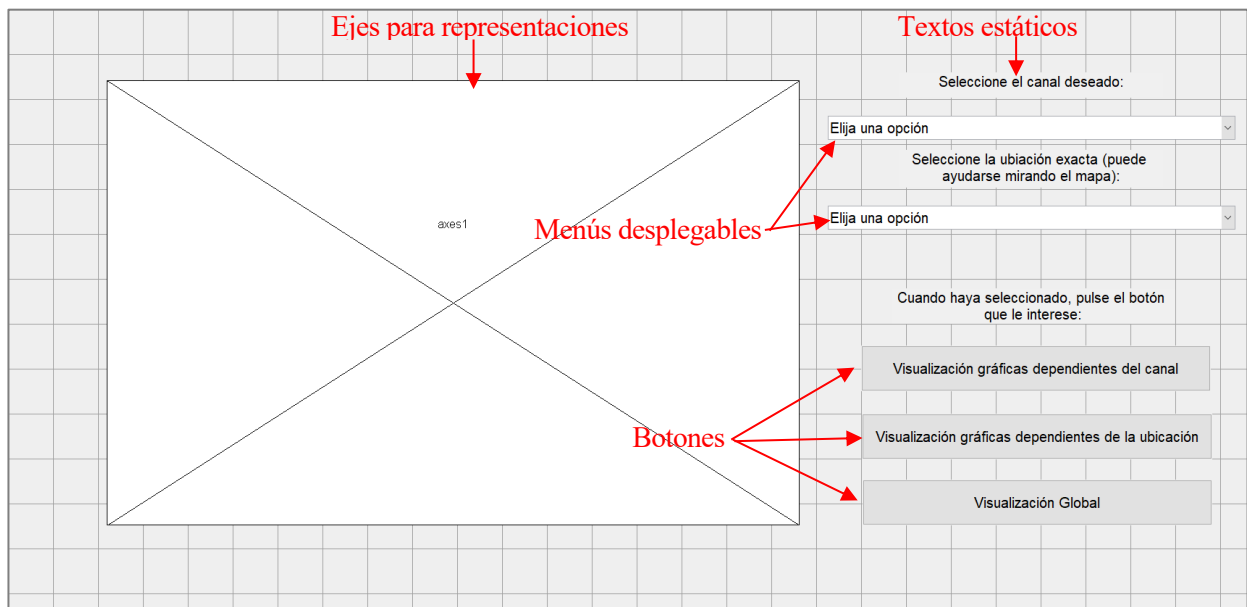 Ejes para representaciones
Textos estáticos
Seleccione el canal deseado:
Elija una opción
Seleccione la ubiación exacta (puede
ayudarse mirando el mapa):
axes1
Elija una opción
Menús desplegables
Cuando haya seleccionado, pulse el botón
que le interese:
Visualización gráficas dependientes del canal
Botones
Visualización gráficas dependientes de la ubicación
Visualización Global